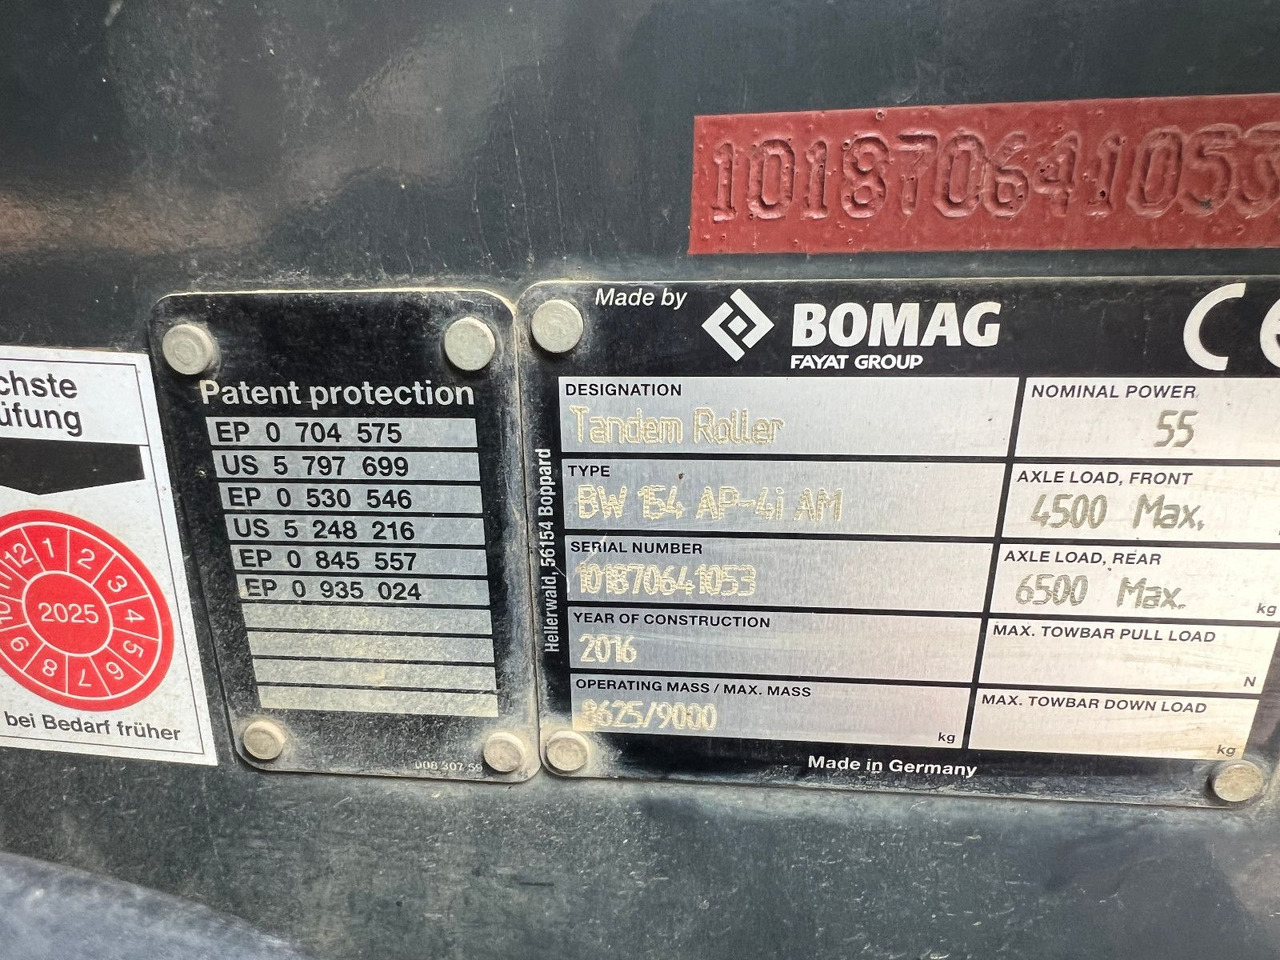 101870641053
Made by
BOMAG
FAYAT GROUP
CE
Patent protection
EP 0 704 575
US 5 797 699
EP 0 530 546
US 5 248 216
EP 0 845 557
EP 0 935 024
008 307 59
Hellerwald, 56154 Boppard
DESIGNATION
Tandem Roller
TYPE
BW 154 AP-4i AM
SERIAL NUMBER
101870641053
YEAR OF CONSTRUCTION
2016
OPERATING MASS / MAX. MASS
8625/9000
kg
NOMINAL POWER
55
AXLE LOAD, FRONT
4500 Max.
AXLE LOAD, REAR
6500 Max.
kg
MAX. TOWBAR PULL LOAD
N
MAX. TOWBAR DOWN LOAD
kg
Made in Germany
chste
üfung
2025
1
2
3
4
5
6
7
8
9
10
11
12
bei Bedarf früher